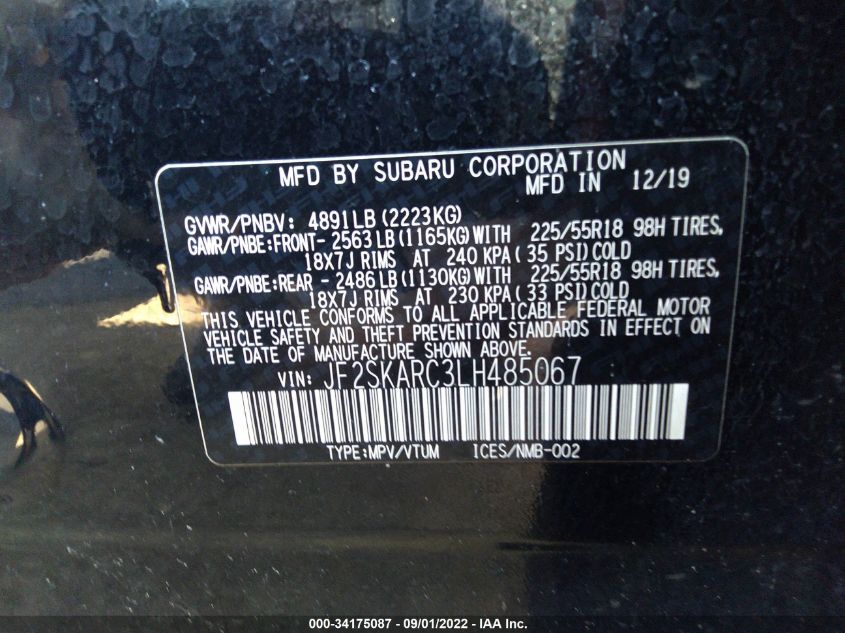 MFD BY SUBARU CORPORATION
MFD IN 12/19
GVWR/PNBV: 4891LB (2223KG)
GAWR/PNBE:FRONT- 2563LB (1165KG) WITH 225/55R18 98H TIRES,
18X7J RIMS AT 240 KPA ( 35 PSI) COLD
GAWR/PNBE:REAR - 2486LB (1130KG) WITH 225/55R18 98H TIRES,
18X7J RIMS AT 230 KPA ( 33 PSI) COLD
THIS VEHICLE CONFORMS TO ALL APPLICABLE FEDERAL MOTOR
VEHICLE SAFETY AND THEFT PREVENTION STANDARDS IN EFFECT ON
THE DATE OF MANUFACTURE SHOWN ABOVE.
VIN: JF2SKARC3LH485067
TYPE:MPV/VTUM ICES/NMB-002
000-34175087 - 09/01/2022 - IAA Inc.